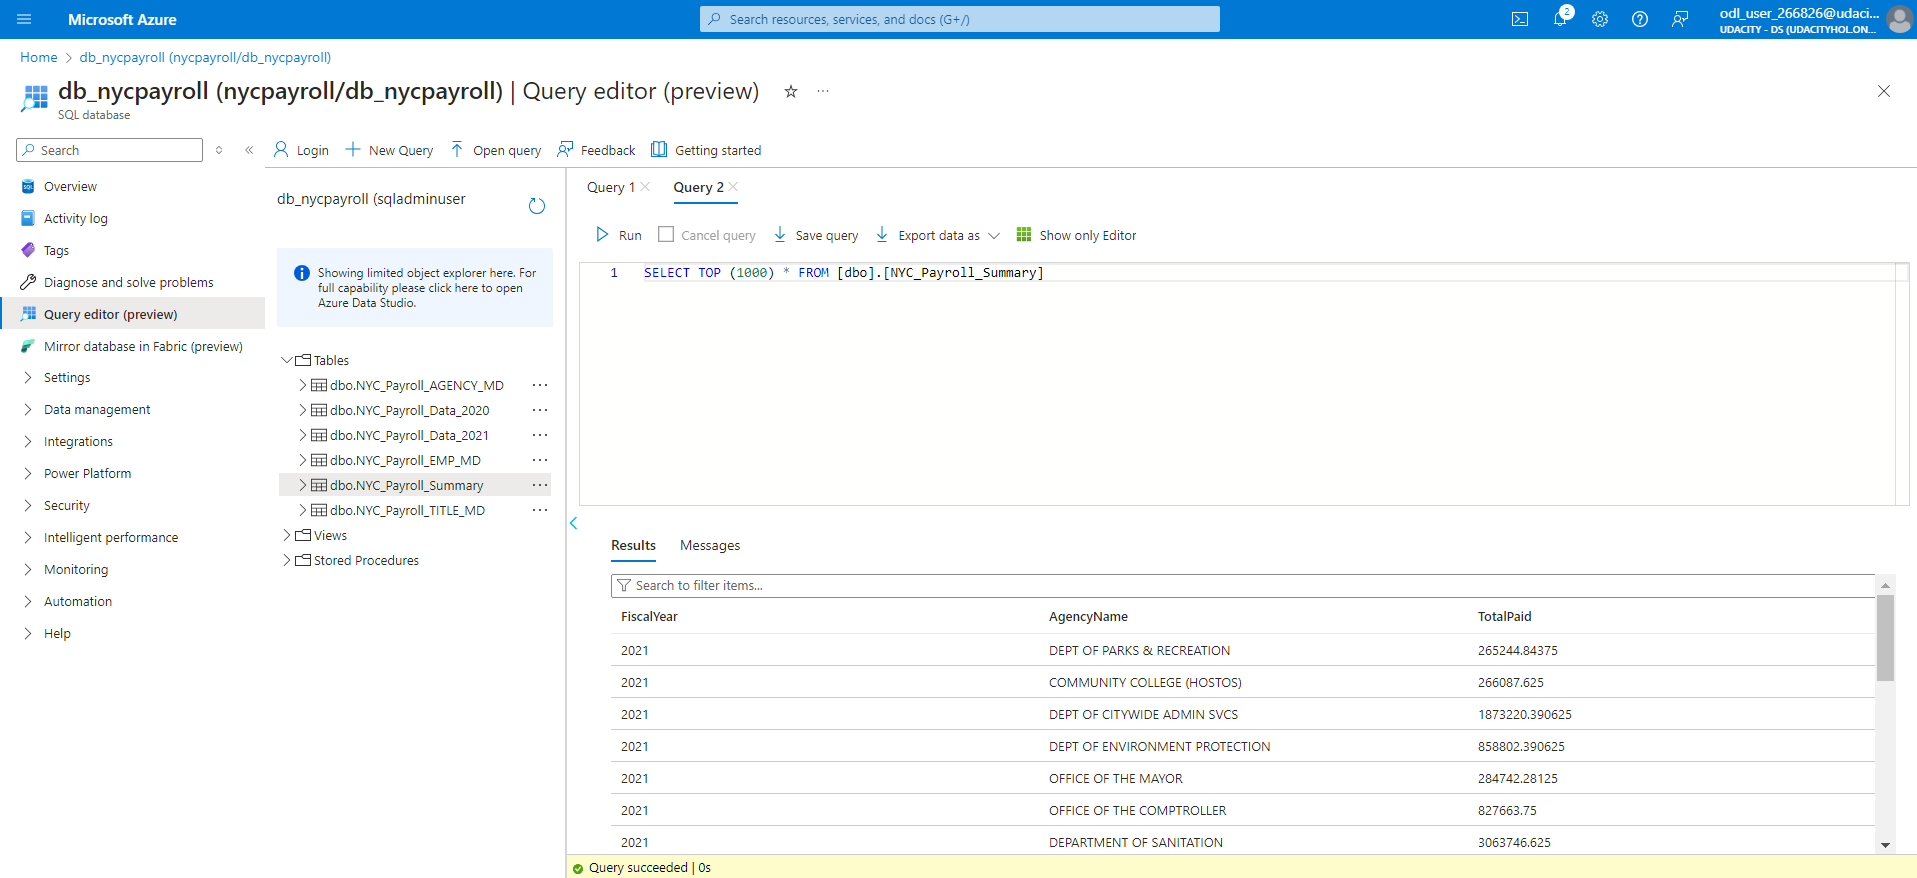 Microsoft Azure
Search resources, services, and docs (G+/)
2
odl_user_266826@udaci...
UDACITY - DS (UDACITYHOL.ON...
Home > db_nycpayroll (nycpayroll/db_nycpayroll)
db_nycpayroll (nycpayroll/db_nycpayroll) | Query editor (preview)
SQL database
Search
Login
New Query
Open query
Feedback
Getting started
Overview
Activity log
Tags
Diagnose and solve problems
Query editor (preview)
Mirror database in Fabric (preview)
Settings
Data management
Integrations
Power Platform
Security
Intelligent performance
Monitoring
Automation
Help
db_nycpayroll (sqladminuser
Showing limited object explorer here. For
full capability please click here to open
Azure Data Studio.
Tables
dbo.NYC_Payroll_AGENCY_MD
dbo.NYC_Payroll_Data_2020
dbo.NYC_Payroll_Data_2021
dbo.NYC_Payroll_EMP_MD
dbo.NYC_Payroll_Summary
dbo.NYC_Payroll_TITLE_MD
Views
Stored Procedures
Query 1
Query 2
Run
Cancel query
Save query
Export data as
Show only Editor
1 SELECT TOP (1000) * FROM [dbo].[NYC_Payroll_Summary]
Results
Messages
Search to filter items...
FiscalYear AgencyName TotalPaid
2021 DEPT OF PARKS & RECREATION 265244.84375
2021 COMMUNITY COLLEGE (HOSTOS) 266087.625
2021 DEPT OF CITYWIDE ADMIN SVCS 1873220.390625
2021 DEPT OF ENVIRONMENT PROTECTION 858802.390625
2021 OFFICE OF THE MAYOR 284742.28125
2021 OFFICE OF THE COMPTROLLER 827663.75
2021 DEPARTMENT OF SANITATION 3063746.625
Query succeeded | 0s